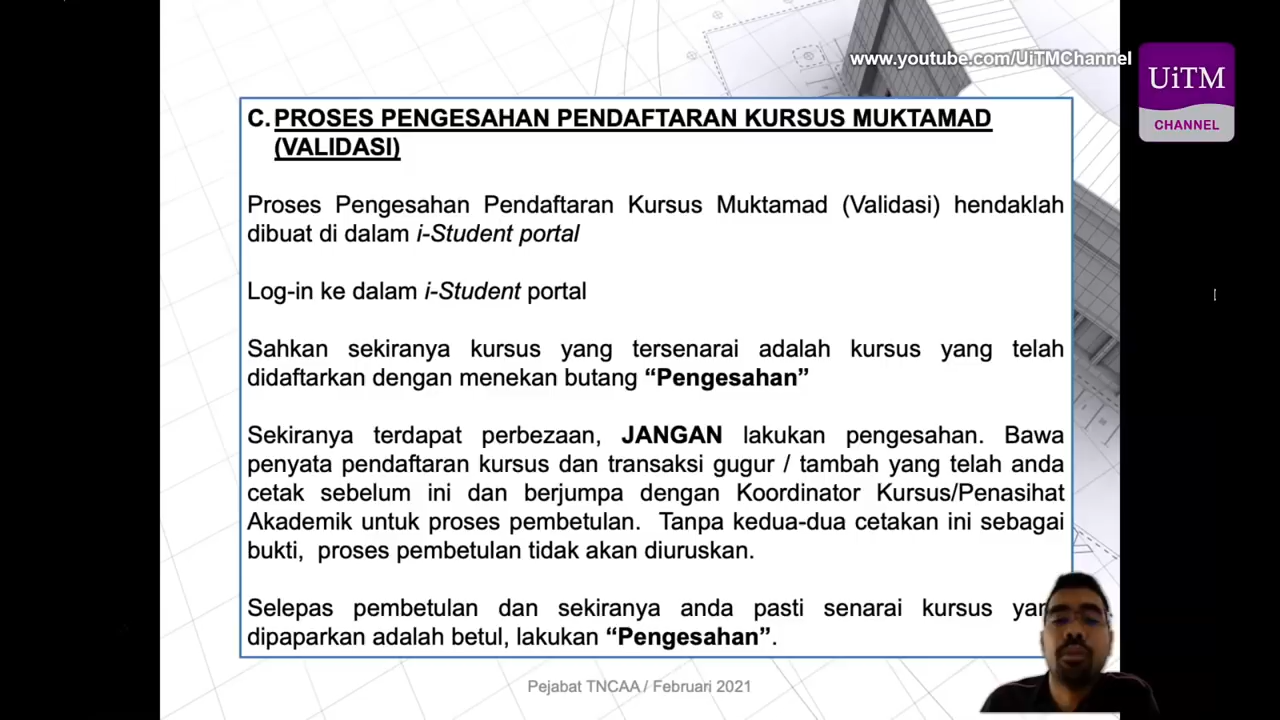 www.youtube.com/UiTMChannel
UiTM
CHANNEL
C. PROSES PENGESAHAN PENDAFTARAN KURSUS MUKTAMAD
(VALIDASI)
Proses Pengesahan Pendaftaran Kursus Muktamad (Validasi) hendaklah
dibuat di dalam i-Student portal
Log-in ke dalam i-Student portal
Sahkan sekiranya kursus yang tersenarai adalah kursus yang telah
didaftarkan dengan menekan butang “Pengesahan”
Sekiranya terdapat perbezaan, JANGAN lakukan pengesahan. Bawa
penyata pendaftaran kursus dan transaksi gugur / tambah yang telah anda
cetak sebelum ini dan berjumpa dengan Koordinator Kursus/Penasihat
Akademik untuk proses pembetulan. Tanpa kedua-dua cetakan ini sebagai
bukti, proses pembetulan tidak akan diuruskan.
Selepas pembetulan dan sekiranya anda pasti senarai kursus
dipaparkan adalah betul, lakukan “Pengesahan”.
Pejabat TNCAA / Februari 2021